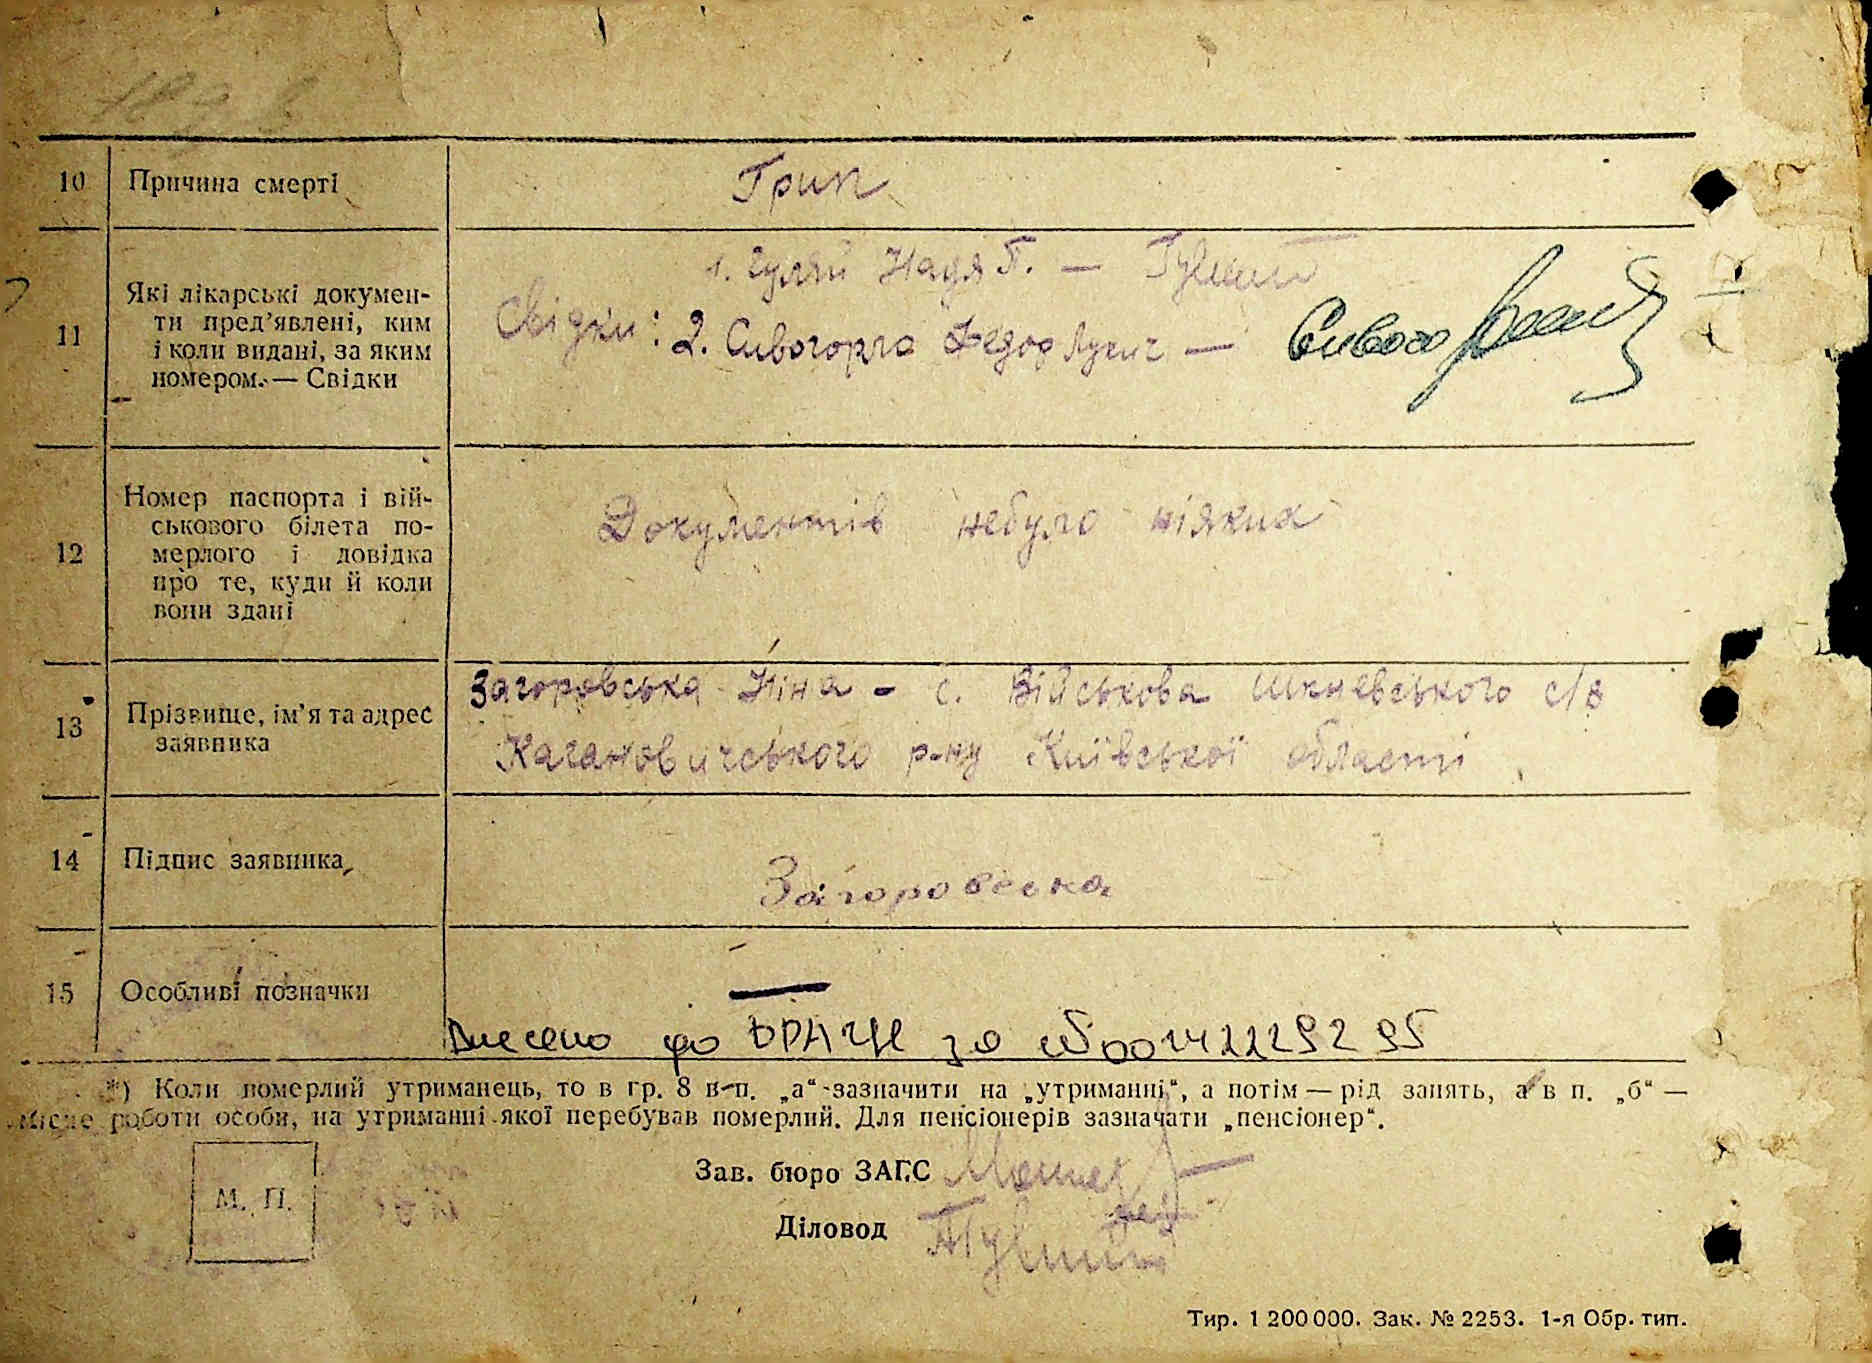 10 Причина смерті Грип
11 Які лікарські докумен-
ти пред’явлені, ким
і коли видані, за яким
номером.— Свідки
1. Гуляй Надя П. —
Свідки: 2. Сивогорло Федор Лукич —
12 Номер паспорта і вій-
ськового білета по-
мерлого і довідка
про те, куди й коли
вони здані
Документів небуло ніяких
13 Прізвище, ім’я та адрес
заявника
Загоровська Ніна - с. Військова Шкневського с/в
Кагановичського р-ну Київської області
14 Підпис заявника Загоровська
15 Особливі позначки —
Внесено до ДРАЦС за 00142229295
*) Коли померлий утриманець, то в гр. 8 в п. „а“ зазначити на „утриманні“, а потім — рід занять, а в п. „б“ —
місце роботи особи, на утриманні якої перебував померлий. Для пенсіонерів зазначати „пенсіонер“.
М. П.
Зав. бюро ЗАГС
Діловод
Тир. 1 200 000. Зак. № 2253. 1-я Обр. тип.